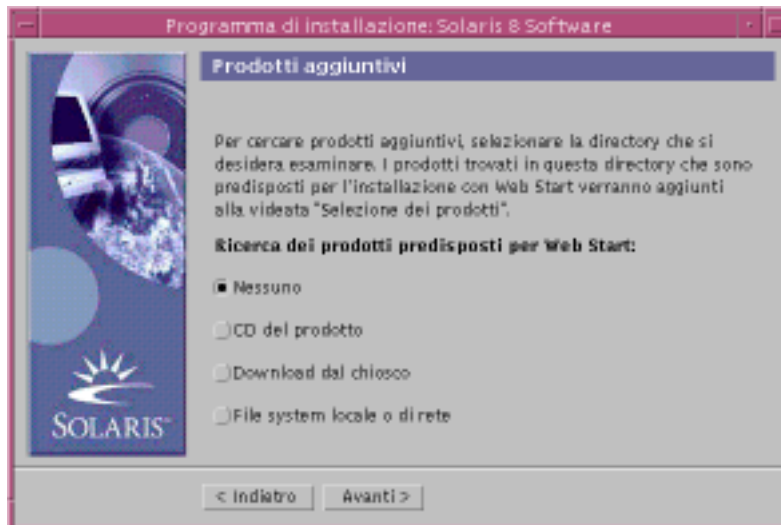 Programma di installazione: Solaris 8 Software
Prodotti aggiuntivi
Per cercare prodotti aggiuntivi, selezionare la directory che si
desidera esaminare. I prodotti trovati in questa directory che sono
predisposti per l'installazione con Web Start verranno aggiunti
alla videata "Selezione dei prodotti".
Ricerca dei prodotti predisposti per Web Start:
Nessuno
CD del prodotto
Download dal chiosco
File system locale o di rete
SOLARIS™
< Indietro
Avanti >